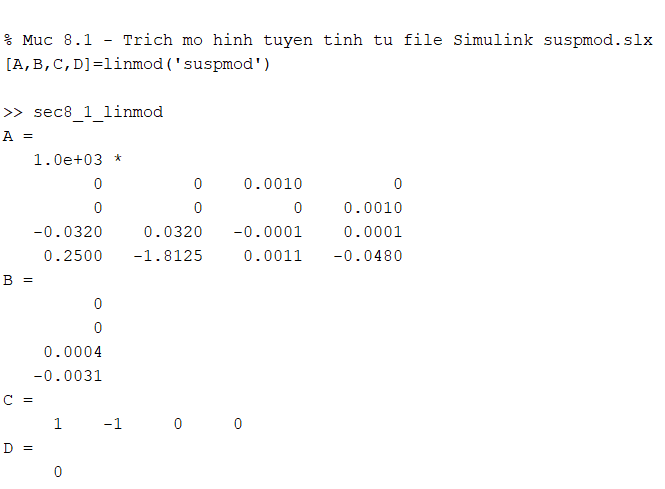 % Muc 8.1 - Trich mo hinh tuyen tinh tu file Simulink suspmod.slx
[A,B,C,D]=linmod('suspmod')
>> sec8_1_linmod
A =
1.0e+03 *
0 0 0.0010 0
0 0 0 0.0010
-0.0320 0.0320 -0.0001 0.0001
0.2500 -1.8125 0.0011 -0.0480
B =
0
0
0.0004
-0.0031
C =
1 -1 0 0
D =
0